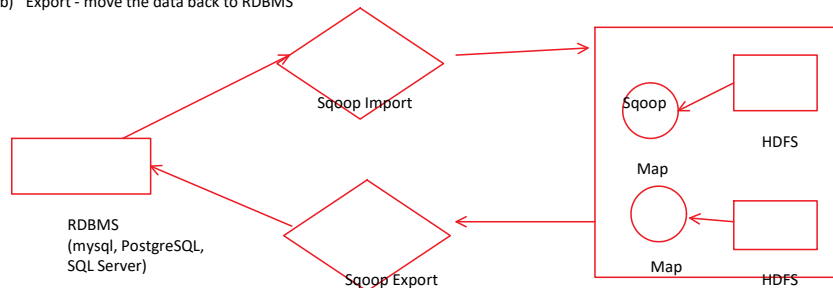 b) Export - move the data back to RDBMS
Sqoop Import
Sqoop
HDFS
Map
RDBMS
(mysql, PostgreSQL,
SQL Server)
Map
Sqoop Export
HDFS